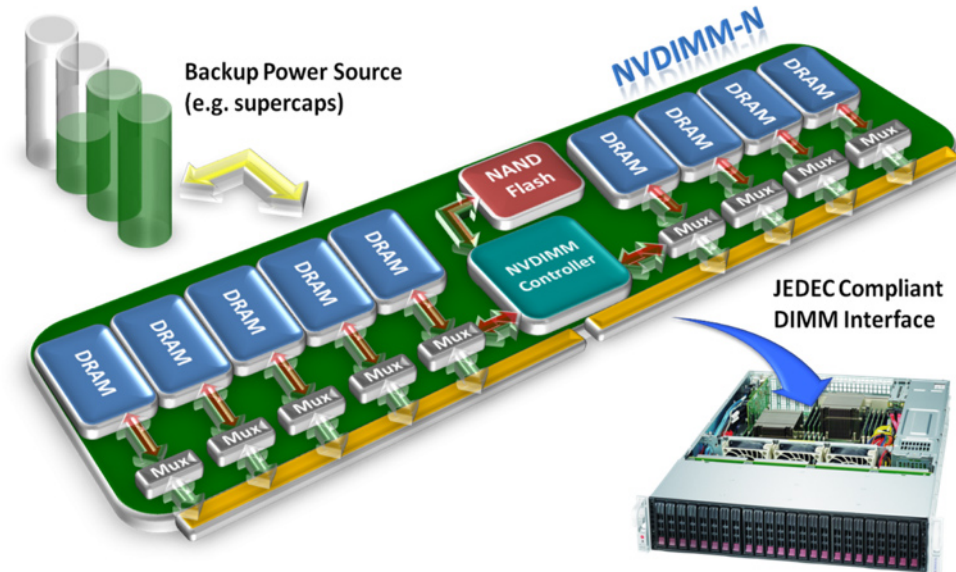 Backup Power Source
(e.g. supercaps)
NVDIMM-N
DRAM
DRAM
DRAM
DRAM
Mux
Mux
Mux
Mux
NAND
Flash
NVDIMM
Controller
DRAM
DRAM
DRAM
DRAM
DRAM
Mux
Mux
Mux
Mux
Mux
JEDEC Compliant
DIMM Interface